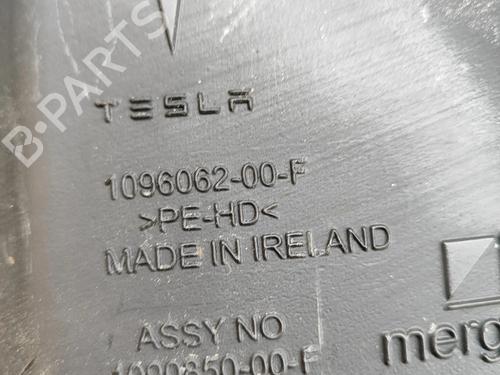 B-PARTS
TESLA
1096062-00-F
>PE-HD<
MADE IN IRELAND
ASSY NO
merg